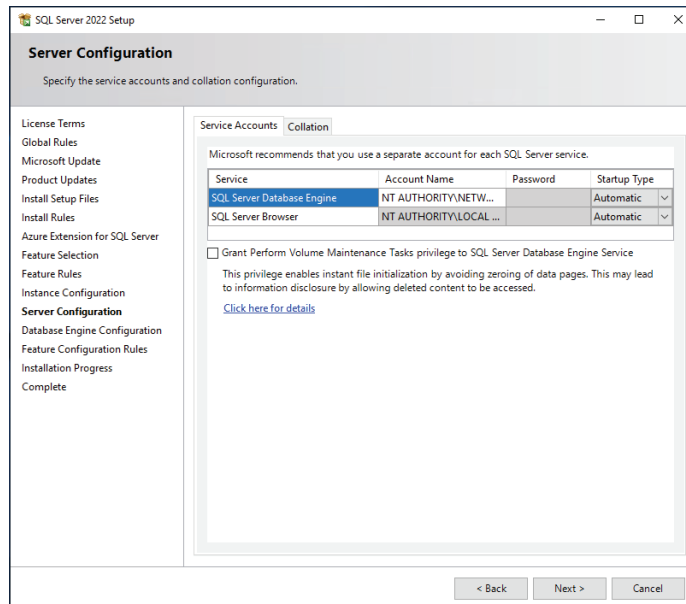 SQL Server 2022 Setup
Server Configuration
Specify the service accounts and collation configuration.
License Terms
Global Rules
Microsoft Update
Product Updates
Install Setup Files
Install Rules
Azure Extension for SQL Server
Feature Selection
Feature Rules
Instance Configuration
Server Configuration
Database Engine Configuration
Feature Configuration Rules
Installation Progress
Complete
Service Accounts Collation
Microsoft recommends that you use a separate account for each SQL Server service.
Service Account Name Password Startup Type
SQL Server Database Engine NT AUTHORITY\NETW... Automatic
SQL Server Browser NT AUTHORITY\LOCAL ... Automatic
Grant Perform Volume Maintenance Tasks privilege to SQL Server Database Engine Service
This privilege enables instant file initialization by avoiding zeroing of data pages. This may lead
to information disclosure by allowing deleted content to be accessed.
Click here for details
< Back Next > Cancel